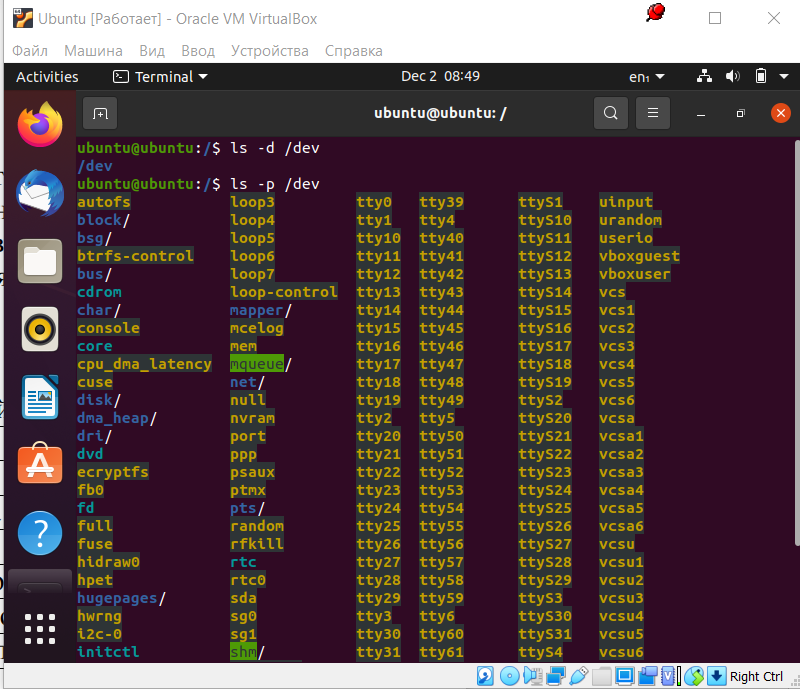 Ubuntu [Работает] - Oracle VM VirtualBox
Файл Машина Вид Ввод Устройства Справка
Activities Terminal Dec 2 08:49 en₁
ubuntu@ubuntu: /
ubuntu@ubuntu:/$ ls -d /dev
/dev
ubuntu@ubuntu:/$ ls -p /dev
autofs loop3 tty0 tty39 ttyS1 uinput
block/ loop4 tty1 tty4 ttyS10 urandom
bsg/ loop5 tty10 tty40 ttyS11 userio
btrfs-control loop6 tty11 tty41 ttyS12 vboxguest
bus/ loop7 tty12 tty42 ttyS13 vboxuser
cdrom loop-control tty13 tty43 ttyS14 vcs
char/ mapper/ tty14 tty44 ttyS15 vcs1
console mcelog tty15 tty45 ttyS16 vcs2
core mem tty16 tty46 ttyS17 vcs3
cpu_dma_latency mqueue/ tty17 tty47 ttyS18 vcs4
cuse net/ tty18 tty48 ttyS19 vcs5
disk/ null tty19 tty49 ttyS2 vcs6
dma_heap/ nvram tty2 tty5 ttyS20 vcsa
dri/ port tty20 tty50 ttyS21 vcsa1
dvd ppp tty21 tty51 ttyS22 vcsa2
ecryptfs psaux tty22 tty52 ttyS23 vcsa3
fb0 ptmx tty23 tty53 ttyS24 vcsa4
fd pts/ tty24 tty54 ttyS25 vcsa5
full random tty25 tty55 ttyS26 vcsa6
fuse rfkill tty26 tty56 ttyS27 vcsu
hidraw0 rtc tty27 tty57 ttyS28 vcsu1
hpet rtc0 tty28 tty58 ttyS29 vcsu2
hugepages/ sda tty29 tty59 ttyS3 vcsu3
hwrng sg0 tty3 tty6 ttyS30 vcsu4
i2c-0 sg1 tty30 tty60 ttyS31 vcsu5
initctl shm/ tty31 tty61 ttyS4 vcsu6
Right Ctrl